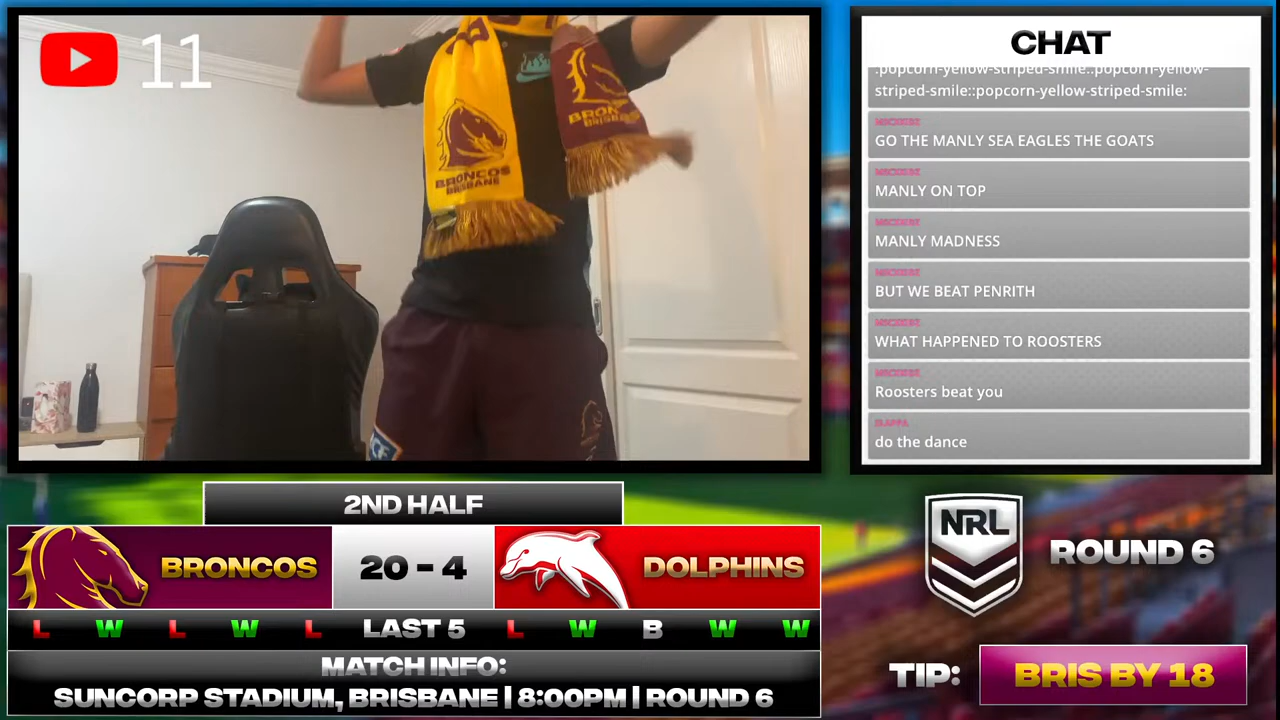 11
BRONCOS
BRISBANE
BRONCOS
BRISBANE
CHAT
:popcorn-yellow-striped-smile::popcorn-yellow-
striped-smile::popcorn-yellow-striped-smile:
GO THE MANLY SEA EAGLES THE GOATS
MANLY ON TOP
MANLY MADNESS
BUT WE BEAT PENRITH
WHAT HAPPENED TO ROOSTERS
Roosters beat you
do the dance
2ND HALF
BRONCOS
20 - 4
DOLPHINS
L W L W L LAST 5 L W B W W
MATCH INFO:
SUNCORP STADIUM, BRISBANE | 8:00PM | ROUND 6
NRL
ROUND 6
TIP: BRIS BY 18